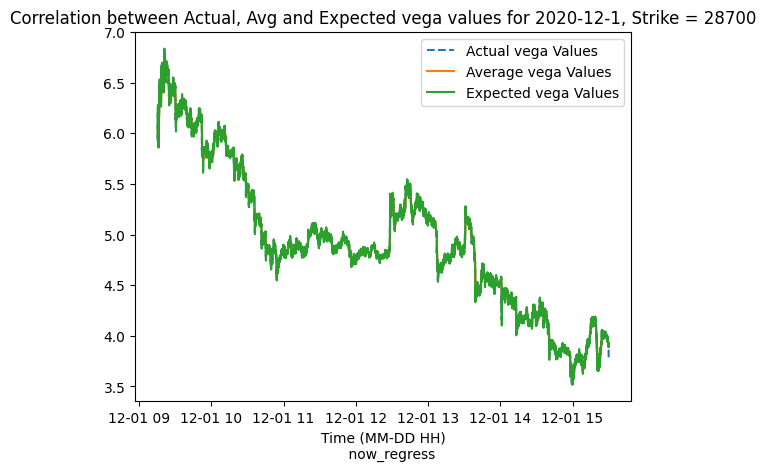 Correlation between Actual, Avg and Expected vega values for 2020-12-1, Strike = 28700
7.0
Actual vega Values
Average vega Values
Expected vega Values
6.5
6.0
5.5
5.0
4.5
4.0
3.5
12-01 09 12-01 10 12-01 11 12-01 12 12-01 13 12-01 14 12-01 15
Time (MM-DD HH)
now_regress